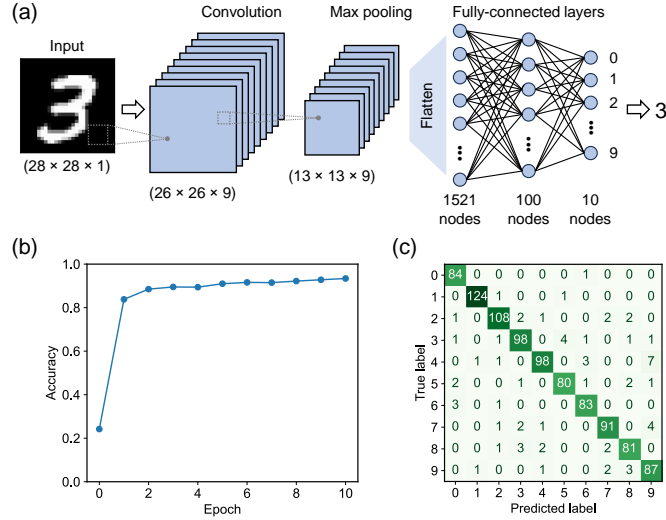 (a)
Convolution
Max pooling
Fully-connected layers
Input
Flatten
0
1
2
9
3
(28 × 28 × 1)
(26 × 26 × 9)
(13 × 13 × 9)
1521 nodes
100 nodes
10 nodes
(b)
Accuracy
1.0
0.8
0.6
0.4
0.2
0.0
0 2 4 6 8 10
Epoch
(c)
True label
0 84 0 0 0 0 0 1 0 0 0
1 0 124 1 0 0 1 0 0 0 0
2 1 0 108 2 1 0 0 2 2 0
3 0 0 1 98 0 4 1 0 1 1
4 0 1 1 0 98 0 3 0 0 7
5 2 0 0 1 0 80 1 0 2 1
6 3 0 1 0 0 0 83 0 0 0
7 0 0 1 2 1 0 0 91 0 4
8 0 0 1 3 2 0 0 2 81 0
9 0 1 0 0 1 0 0 2 3 87
0 1 2 3 4 5 6 7 8 9
Predicted label